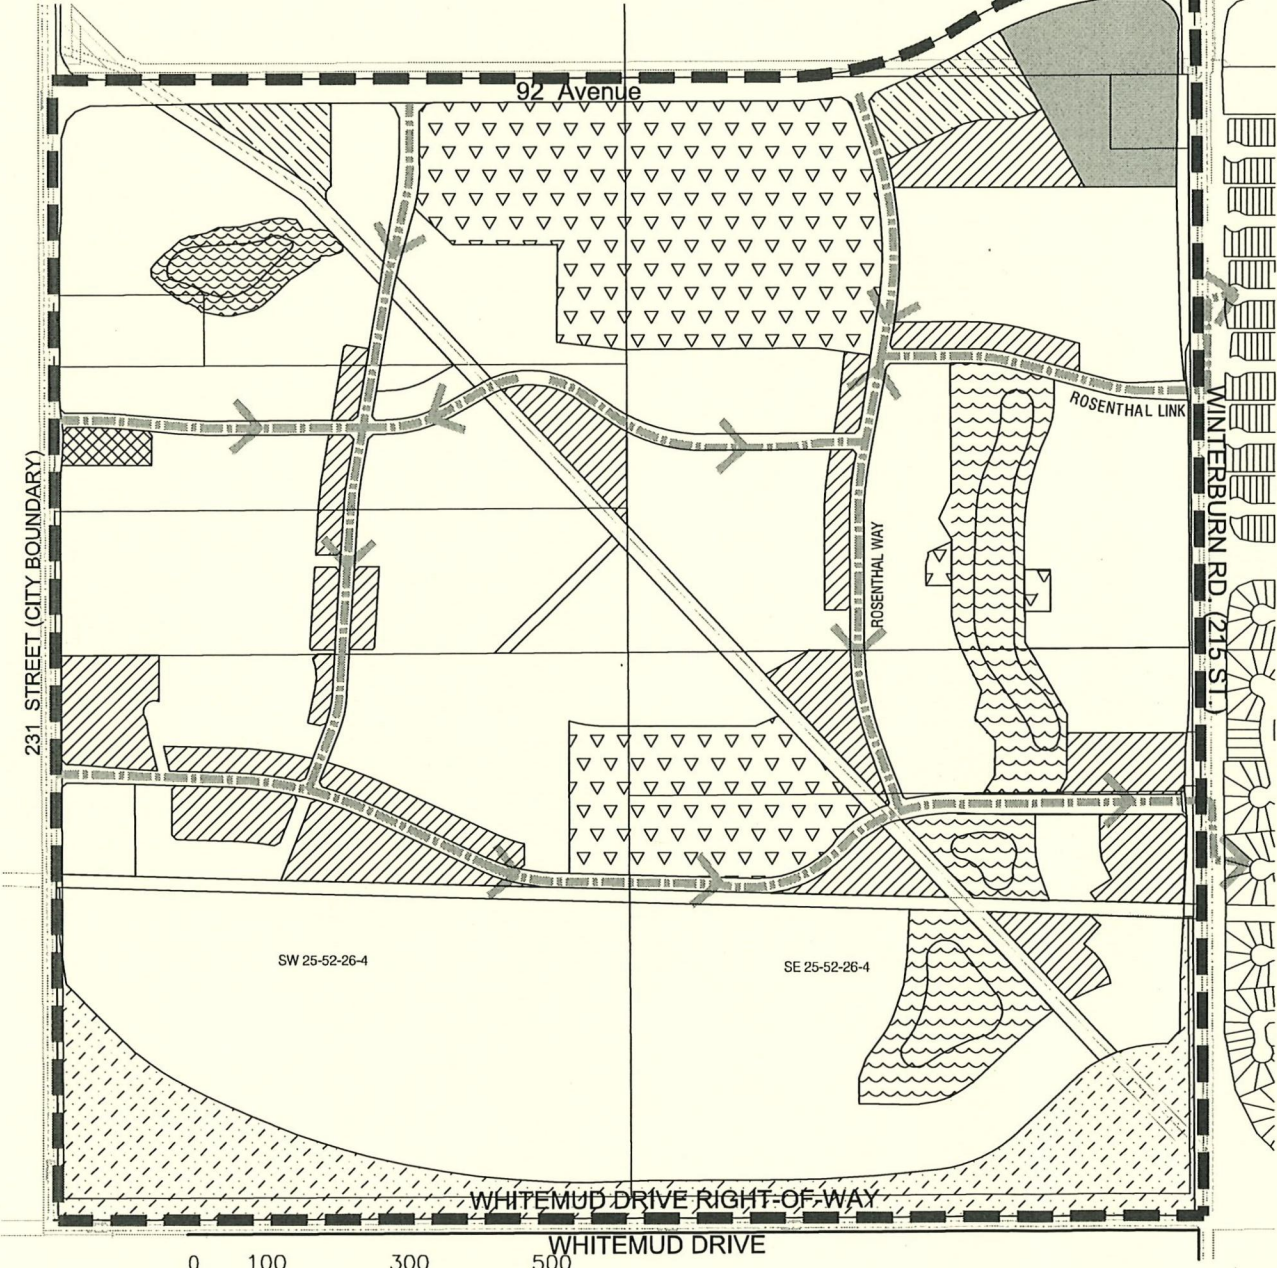 92 Avenue
ROSENTHAL LINK
WINTERBURN RD. (215 ST.)
231 STREET (CITY BOUNDARY)
ROSENTHAL WAY
SW 25-52-26-4
SE 25-52-26-4
WHITEMUD DRIVE RIGHT-OF-WAY
WHITEMUD DRIVE
0 100 300 500